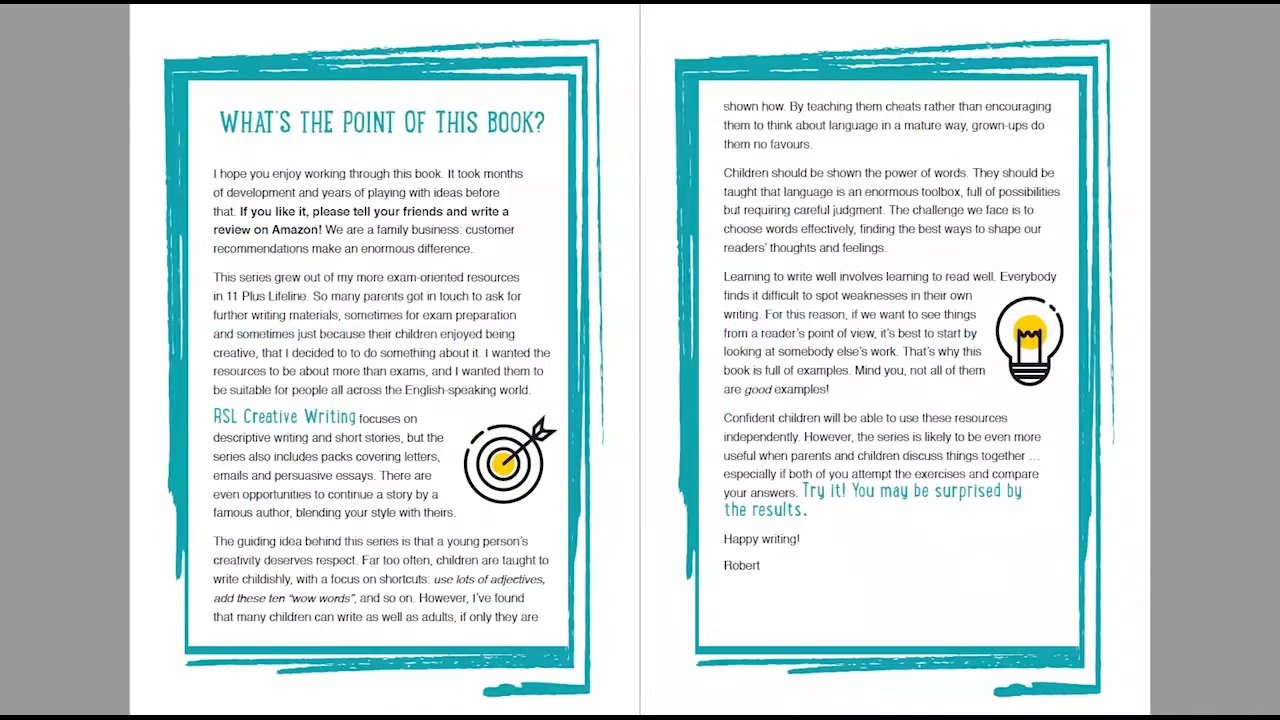 WHAT'S THE POINT OF THIS BOOK?
I hope you enjoy working through this book. It took months
of development and years of playing with ideas before
that. If you like it, please tell your friends and write a
review on Amazon! We are a family business: customer
recommendations make an enormous difference.
This series grew out of my more exam-oriented resources
in 11 Plus Lifeline. So many parents got in touch to ask for
further writing materials, sometimes for exam preparation
and sometimes just because their children enjoyed being
creative, that I decided to to do something about it. I wanted the
resources to be about more than exams, and I wanted them to
be suitable for people all across the English-speaking world.
RSL Creative Writing focuses on
descriptive writing and short stories, but the
series also includes packs covering letters,
emails and persuasive essays. There are
even opportunities to continue a story by a
famous author, blending your style with theirs.
The guiding idea behind this series is that a young person's
creativity deserves respect. Far too often, children are taught to
write childishly, with a focus on shortcuts: use lots of adjectives,
add these ten “wow words”, and so on. However, I've found
that many children can write as well as adults, if only they are
shown how. By teaching them cheats rather than encouraging
them to think about language in a mature way, grown-ups do
them no favours.
Children should be shown the power of words. They should be
taught that language is an enormous toolbox, full of possibilities
but requiring careful judgment. The challenge we face is to
choose words effectively, finding the best ways to shape our
readers' thoughts and feelings.
Learning to write well involves learning to read well. Everybody
finds it difficult to spot weaknesses in their own
writing. For this reason, if we want to see things
from a reader's point of view, it's best to start by
looking at somebody else's work. That's why this
book is full of examples. Mind you, not all of them
are good examples!
Confident children will be able to use these resources
independently. However, the series is likely to be even more
useful when parents and children discuss things together …
especially if both of you attempt the exercises and compare
your answers. Try it! You may be surprised by
the results.
Happy writing!
Robert